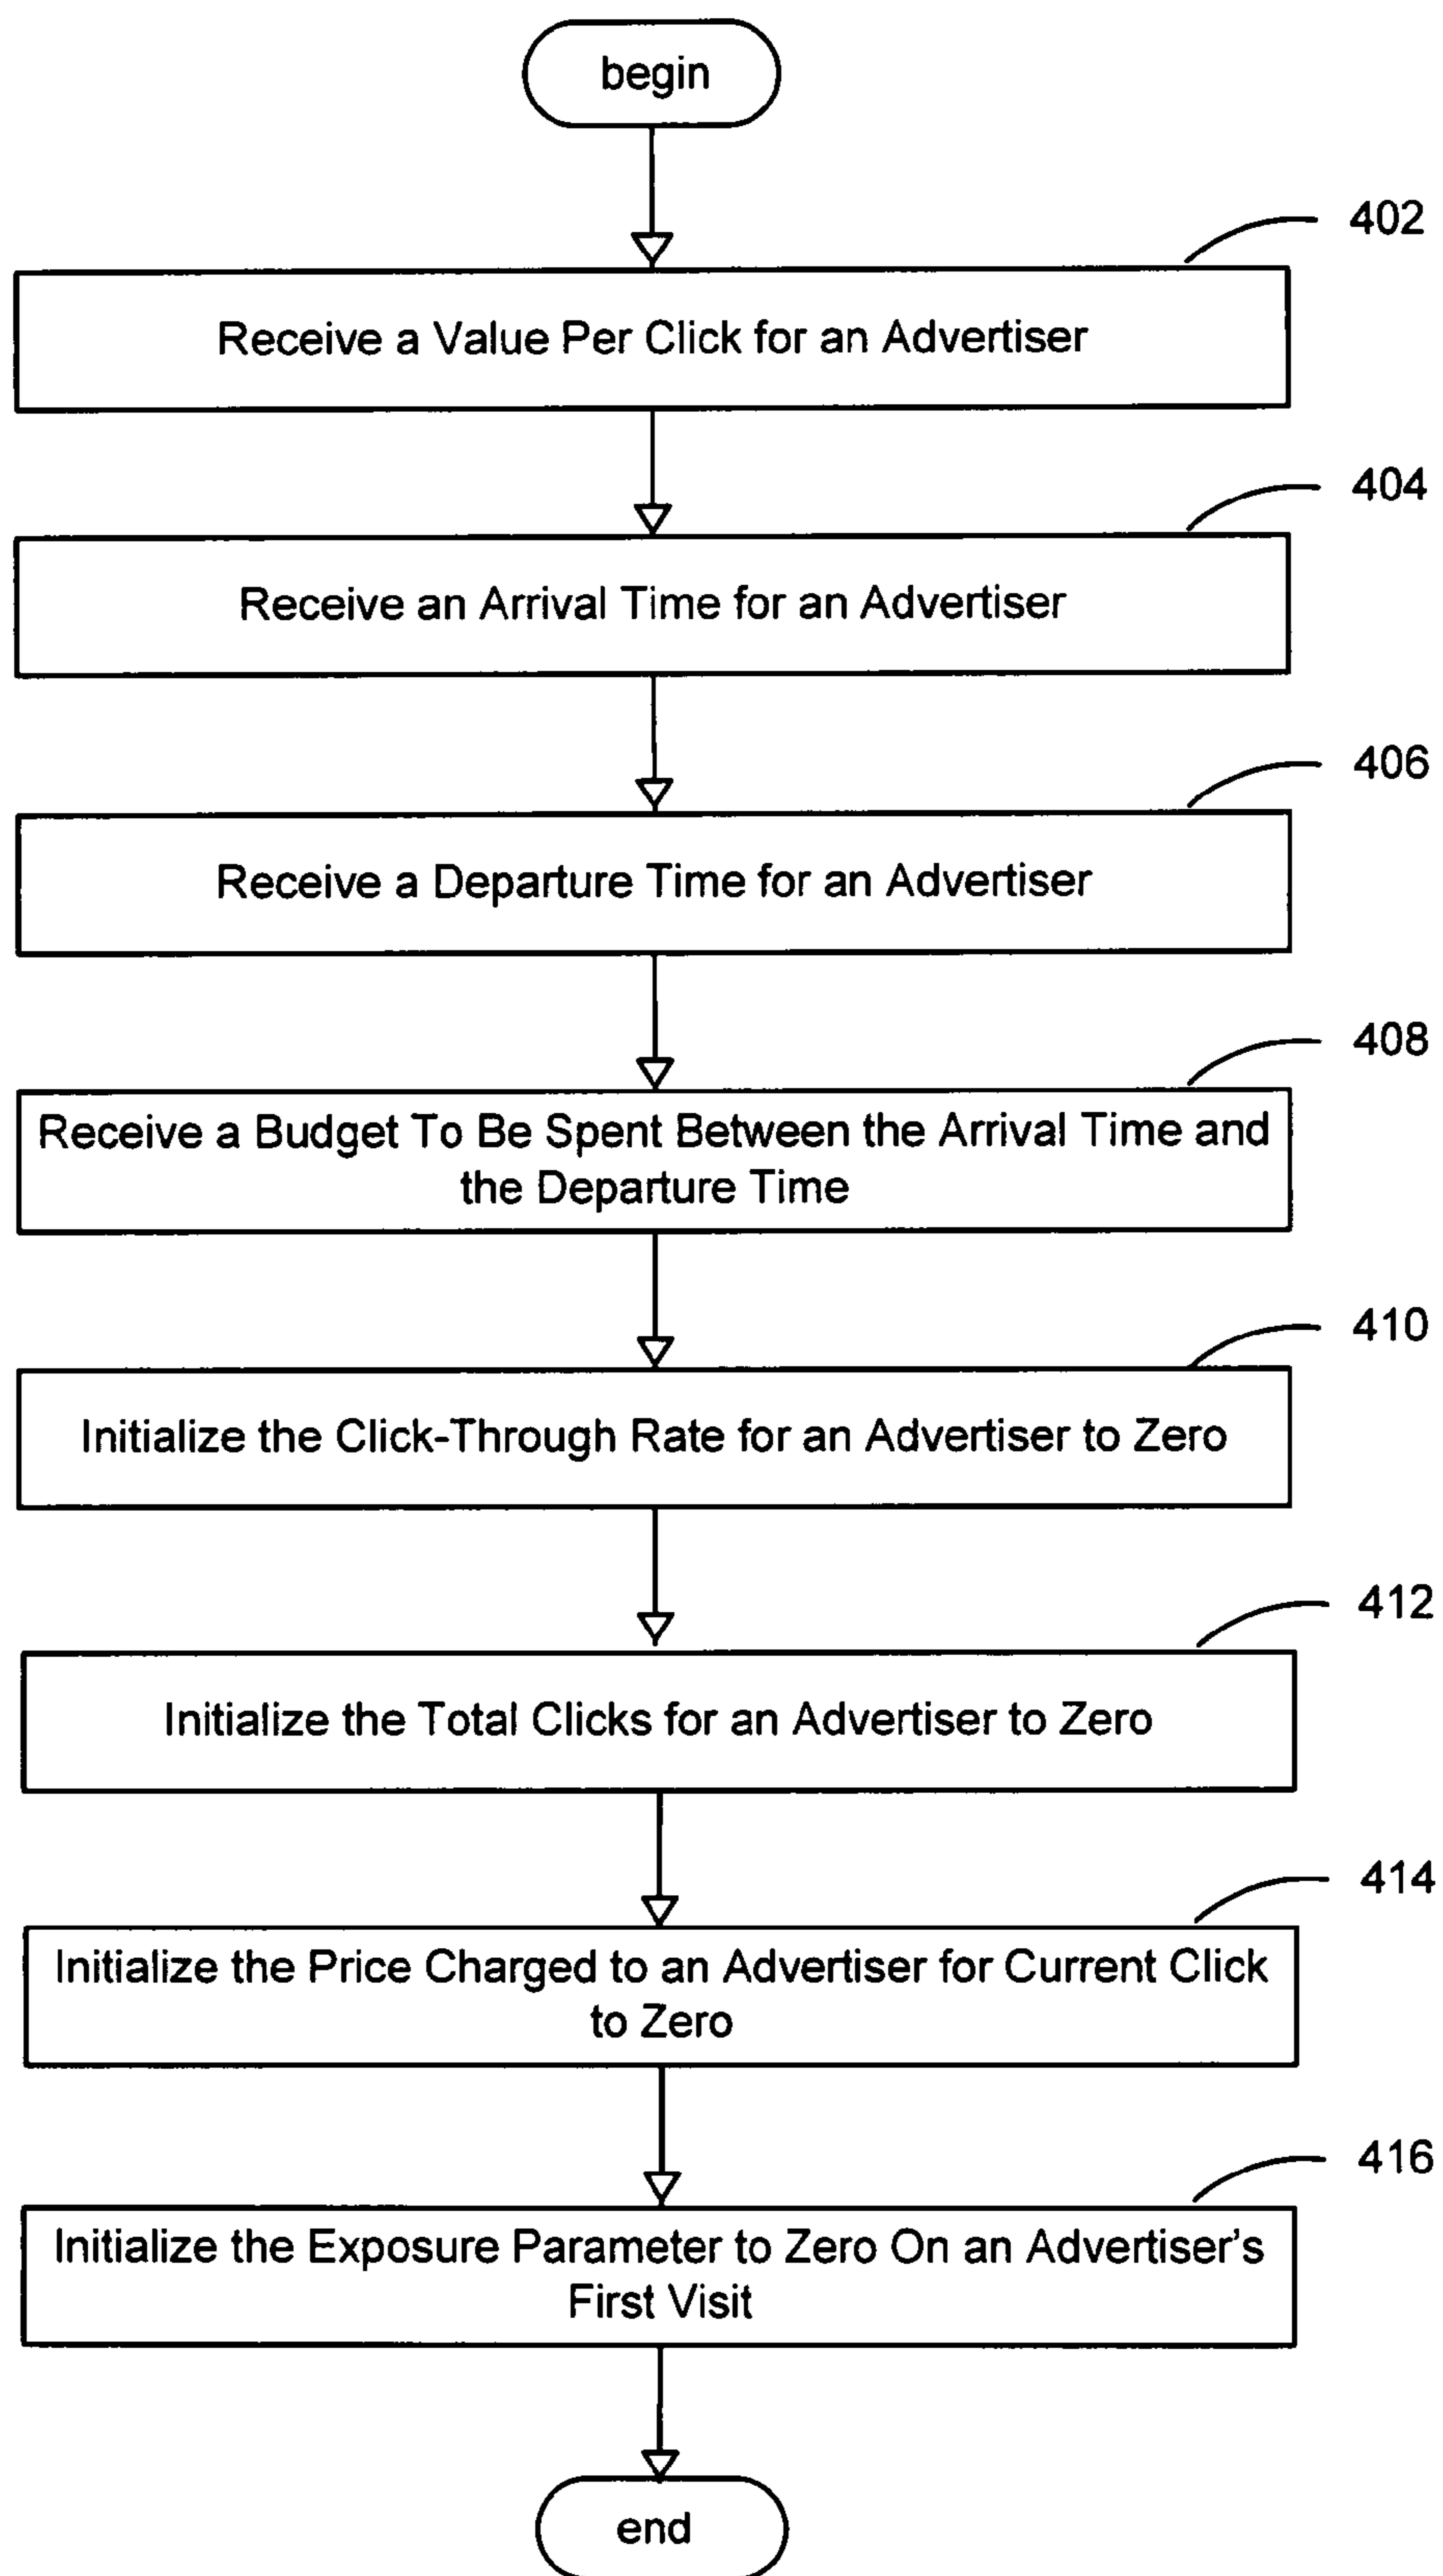 begin
402
Receive a Value Per Click for an Advertiser
404
Receive an Arrival Time for an Advertiser
406
Receive a Departure Time for an Advertiser
408
Receive a Budget To Be Spent Between the Arrival Time and
the Departure Time
410
Initialize the Click-Through Rate for an Advertiser to Zero
412
Initialize the Total Clicks for an Advertiser to Zero
414
Initialize the Price Charged to an Advertiser for Current Click
to Zero
416
Initialize the Exposure Parameter to Zero On an Advertiser's
First Visit
end